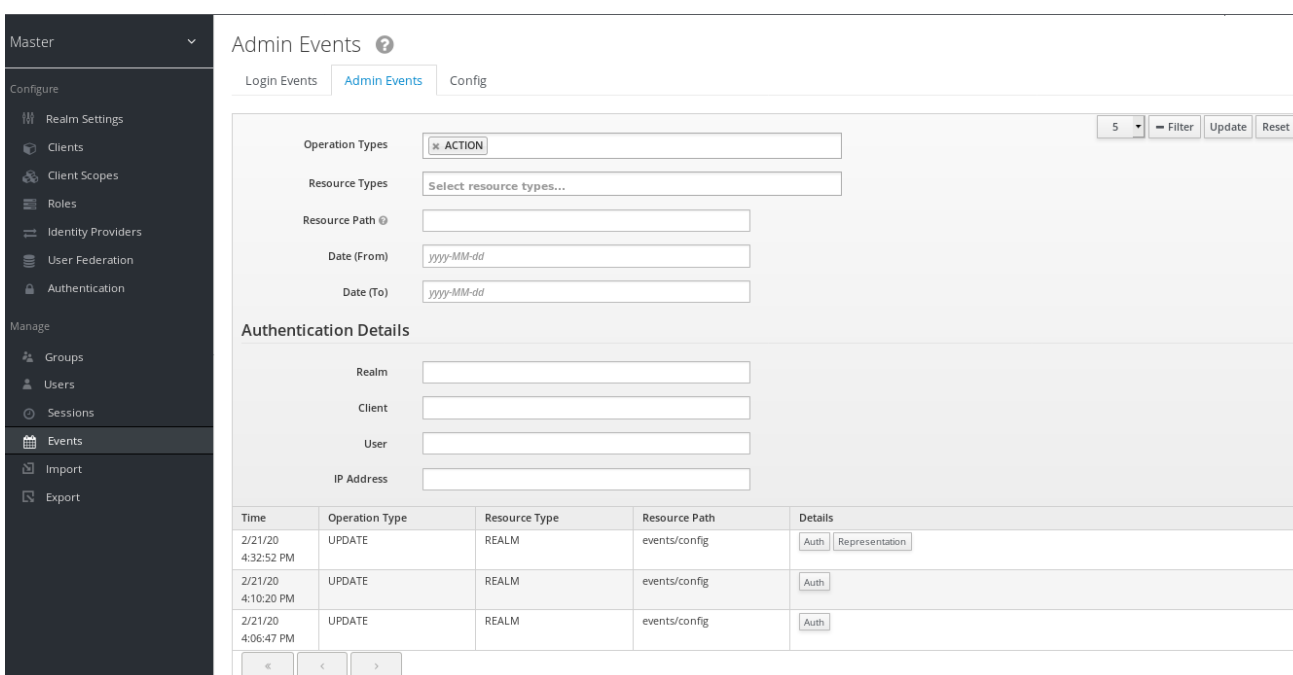 Master
Configure
Realm Settings
Clients
Client Scopes
Roles
Identity Providers
User Federation
Authentication
Manage
Groups
Users
Sessions
Events
Import
Export
Admin Events
Login Events Admin Events Config
5 Filter Update Reset
Operation Types × ACTION
Resource Types Select resource types...
Resource Path
Date (From) yyyy-MM-dd
Date (To) yyyy-MM-dd
Authentication Details
Realm
Client
User
IP Address
Time Operation Type Resource Type Resource Path Details
2/21/20 UPDATE REALM events/config Auth Representation
4:32:52 PM
2/21/20 UPDATE REALM events/config Auth
4:10:20 PM
2/21/20 UPDATE REALM events/config Auth
4:06:47 PM
« ‹ ›